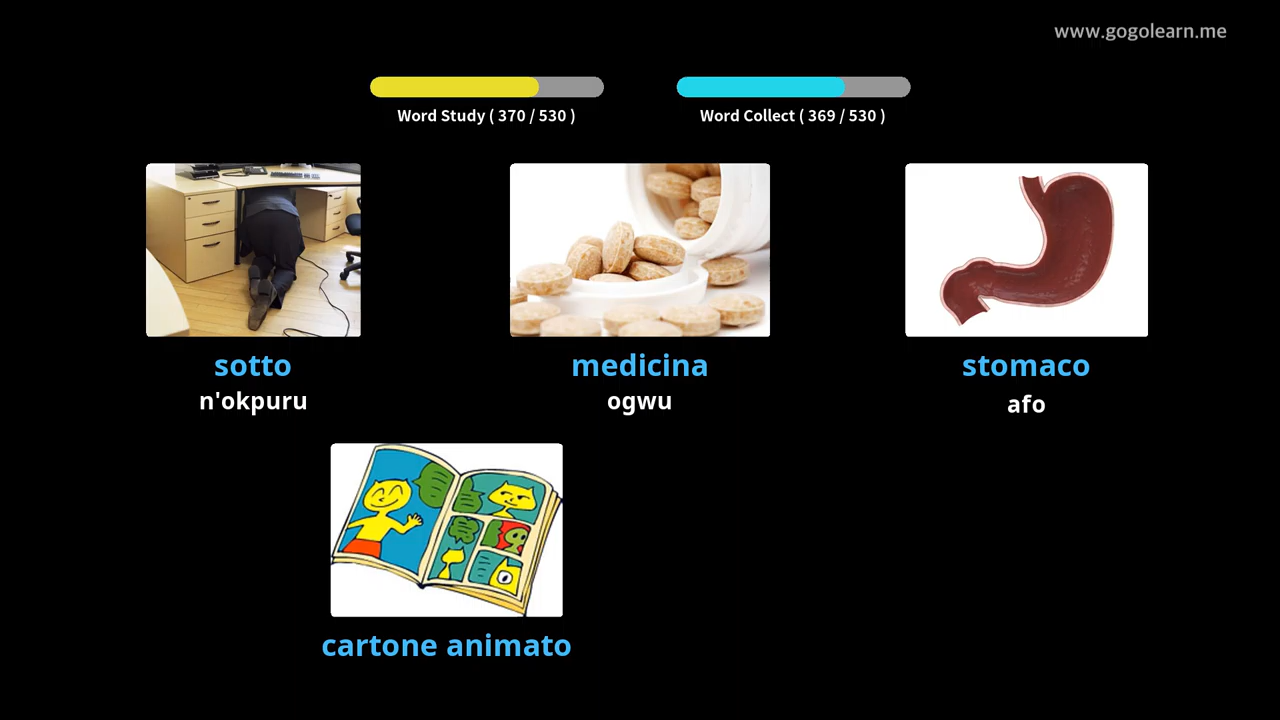 www.gogolearn.me
Word Study ( 370 / 530 )
Word Collect ( 369 / 530 )
sotto
n'okpuru
medicina
ogwu
stomaco
afo
cartone animato